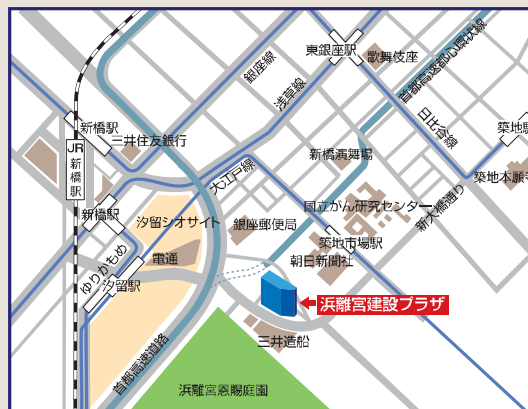 東銀座駅
歌舞伎座
首都高速都心環状線
銀座線
浅草線
日比谷線
築地駅
新橋駅
三井住友銀行
JR新橋駅
新橋演舞場
築地本願寺
大江戸線
国立がん研究センター
新大橋通り
新橋駅
汐留シオサイト
銀座郵便局
築地市場駅
朝日新聞社
ゆりかもめ
電通
汐留駅
浜離宮建設プラザ
三井造船
首都高速道路
浜離宮恩賜庭園